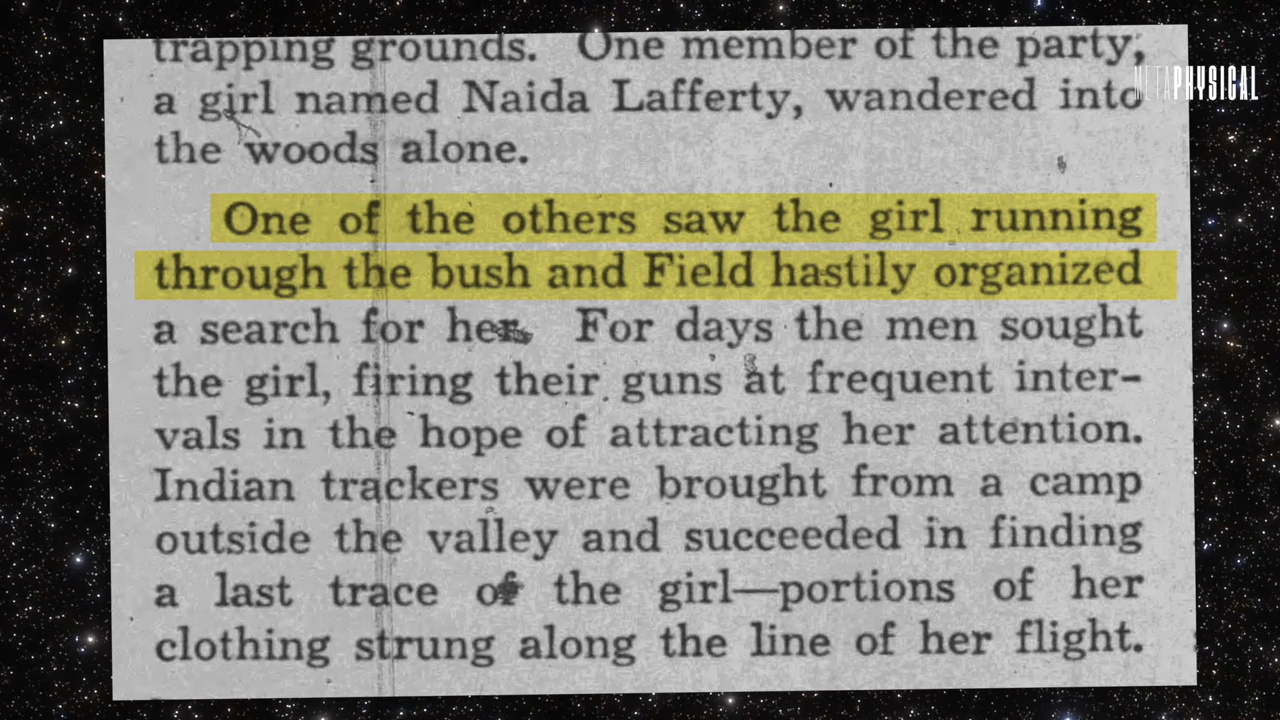 trapping grounds. One member of the party,
a girl named Naida Lafferty, wandered into
the woods alone.
One of the others saw the girl running
through the bush and Field hastily organized
a search for her. For days the men sought
the girl, firing their guns at frequent inter-
vals in the hope of attracting her attention.
Indian trackers were brought from a camp
outside the valley and succeeded in finding
a last trace of the girl—portions of her
clothing strung along the line of her flight.
METAPHYSICAL